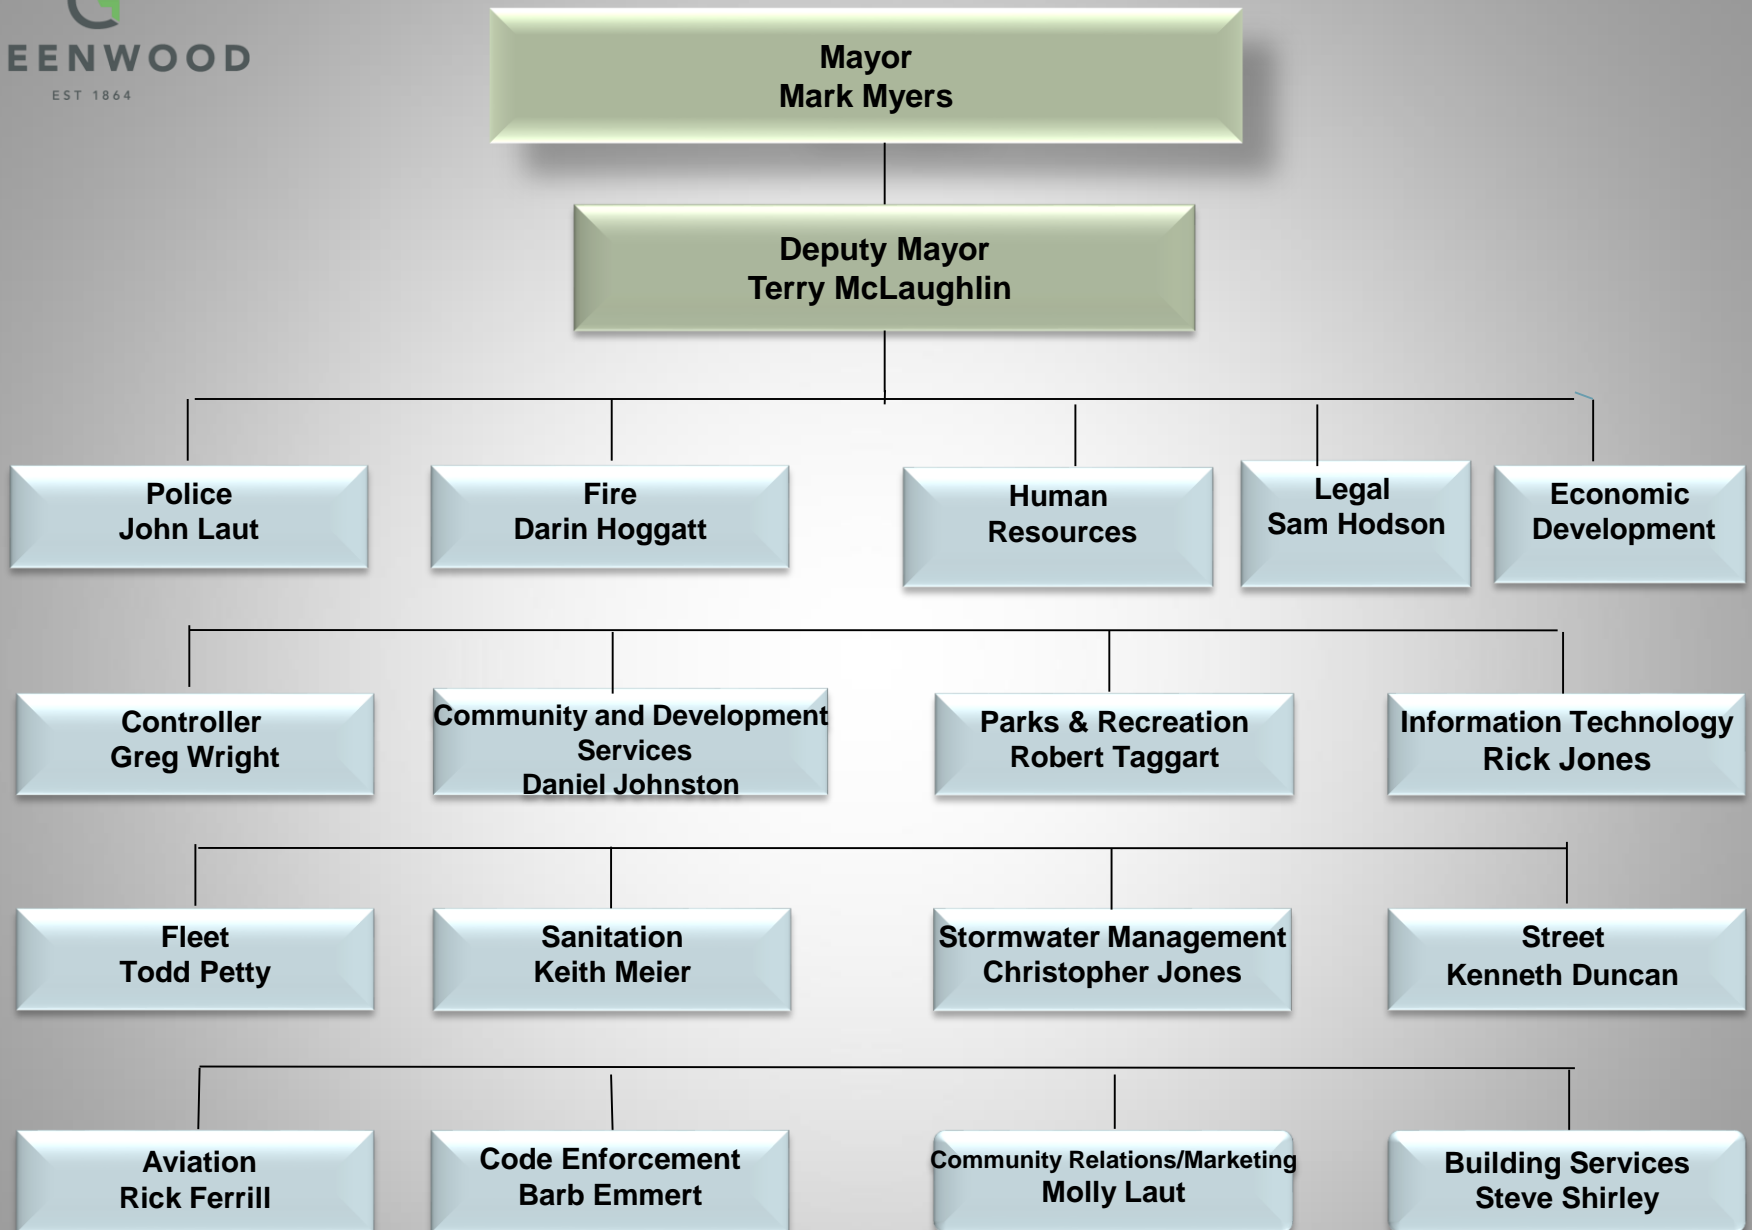 EENWOOD
EST 1864
Mayor
Mark Myers
Deputy Mayor
Terry McLaughlin
Police
John Laut
Fire
Darin Hoggatt
Human
Resources
Legal
Sam Hodson
Economic
Development
Controller
Greg Wright
Community and Development
Services
Daniel Johnston
Parks & Recreation
Robert Taggart
Information Technology
Rick Jones
Fleet
Todd Petty
Sanitation
Keith Meier
Stormwater Management
Christopher Jones
Street
Kenneth Duncan
Aviation
Rick Ferrill
Code Enforcement
Barb Emmert
Community Relations/Marketing
Molly Laut
Building Services
Steve Shirley